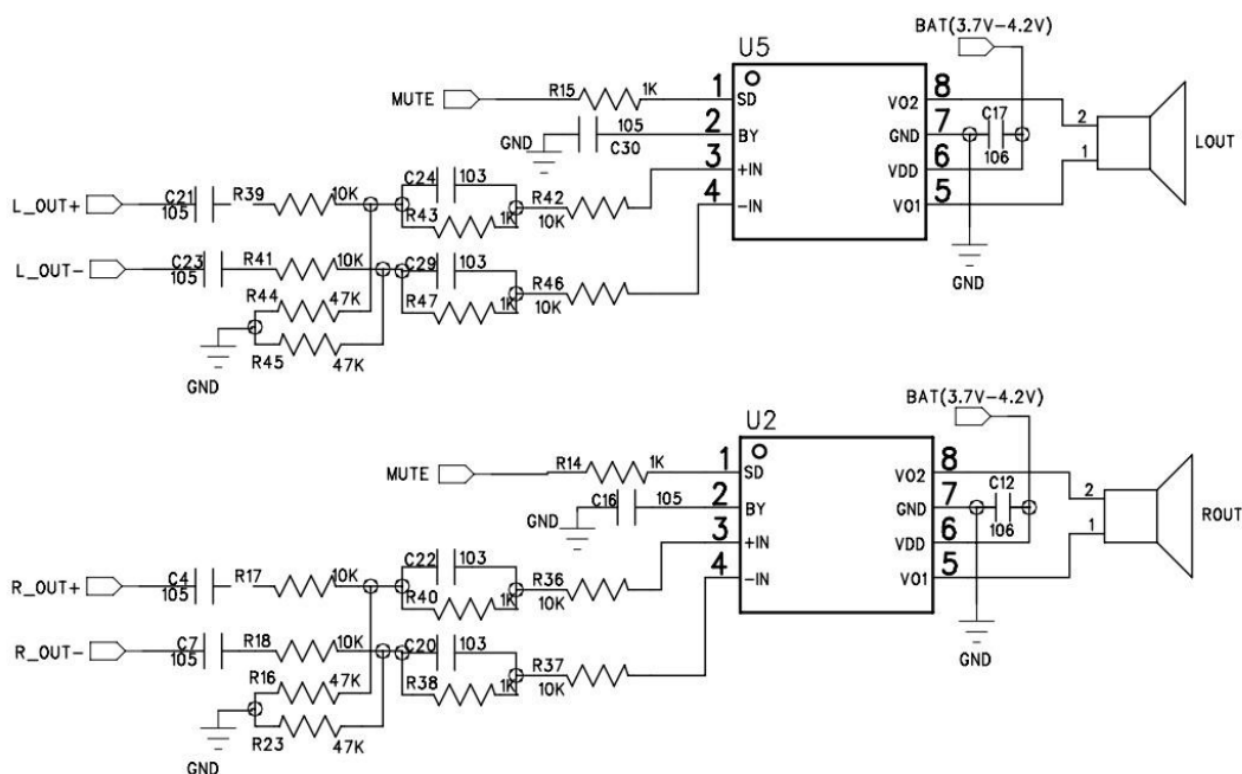 BAT(3.7V-4.2V)
U5
MUTE R15 1K 1 SD VO2 8
GND 105 C30 2 BY GND 7 C17 106
3 +IN VDD 6
4 -IN VO1 5
2
1
LOUT
GND
L_OUT+ C21 105 R39 10K C24 103 R43 1K R42 10K
L_OUT- C23 105 R41 10K C29 103 R47 1K R46 10K
R44 47K
R45 47K
GND
BAT(3.7V-4.2V)
U2
MUTE R14 1K 1 SD VO2 8
GND C16 105 2 BY GND 7 C12 106
3 +IN VDD 6
4 -IN VO1 5
2
1
ROUT
GND
R_OUT+ C4 105 R17 10K C22 103 R40 1K R36 10K
R_OUT- C7 105 R18 10K C20 103 R38 1K R37 10K
R16 47K
R23 47K
GND